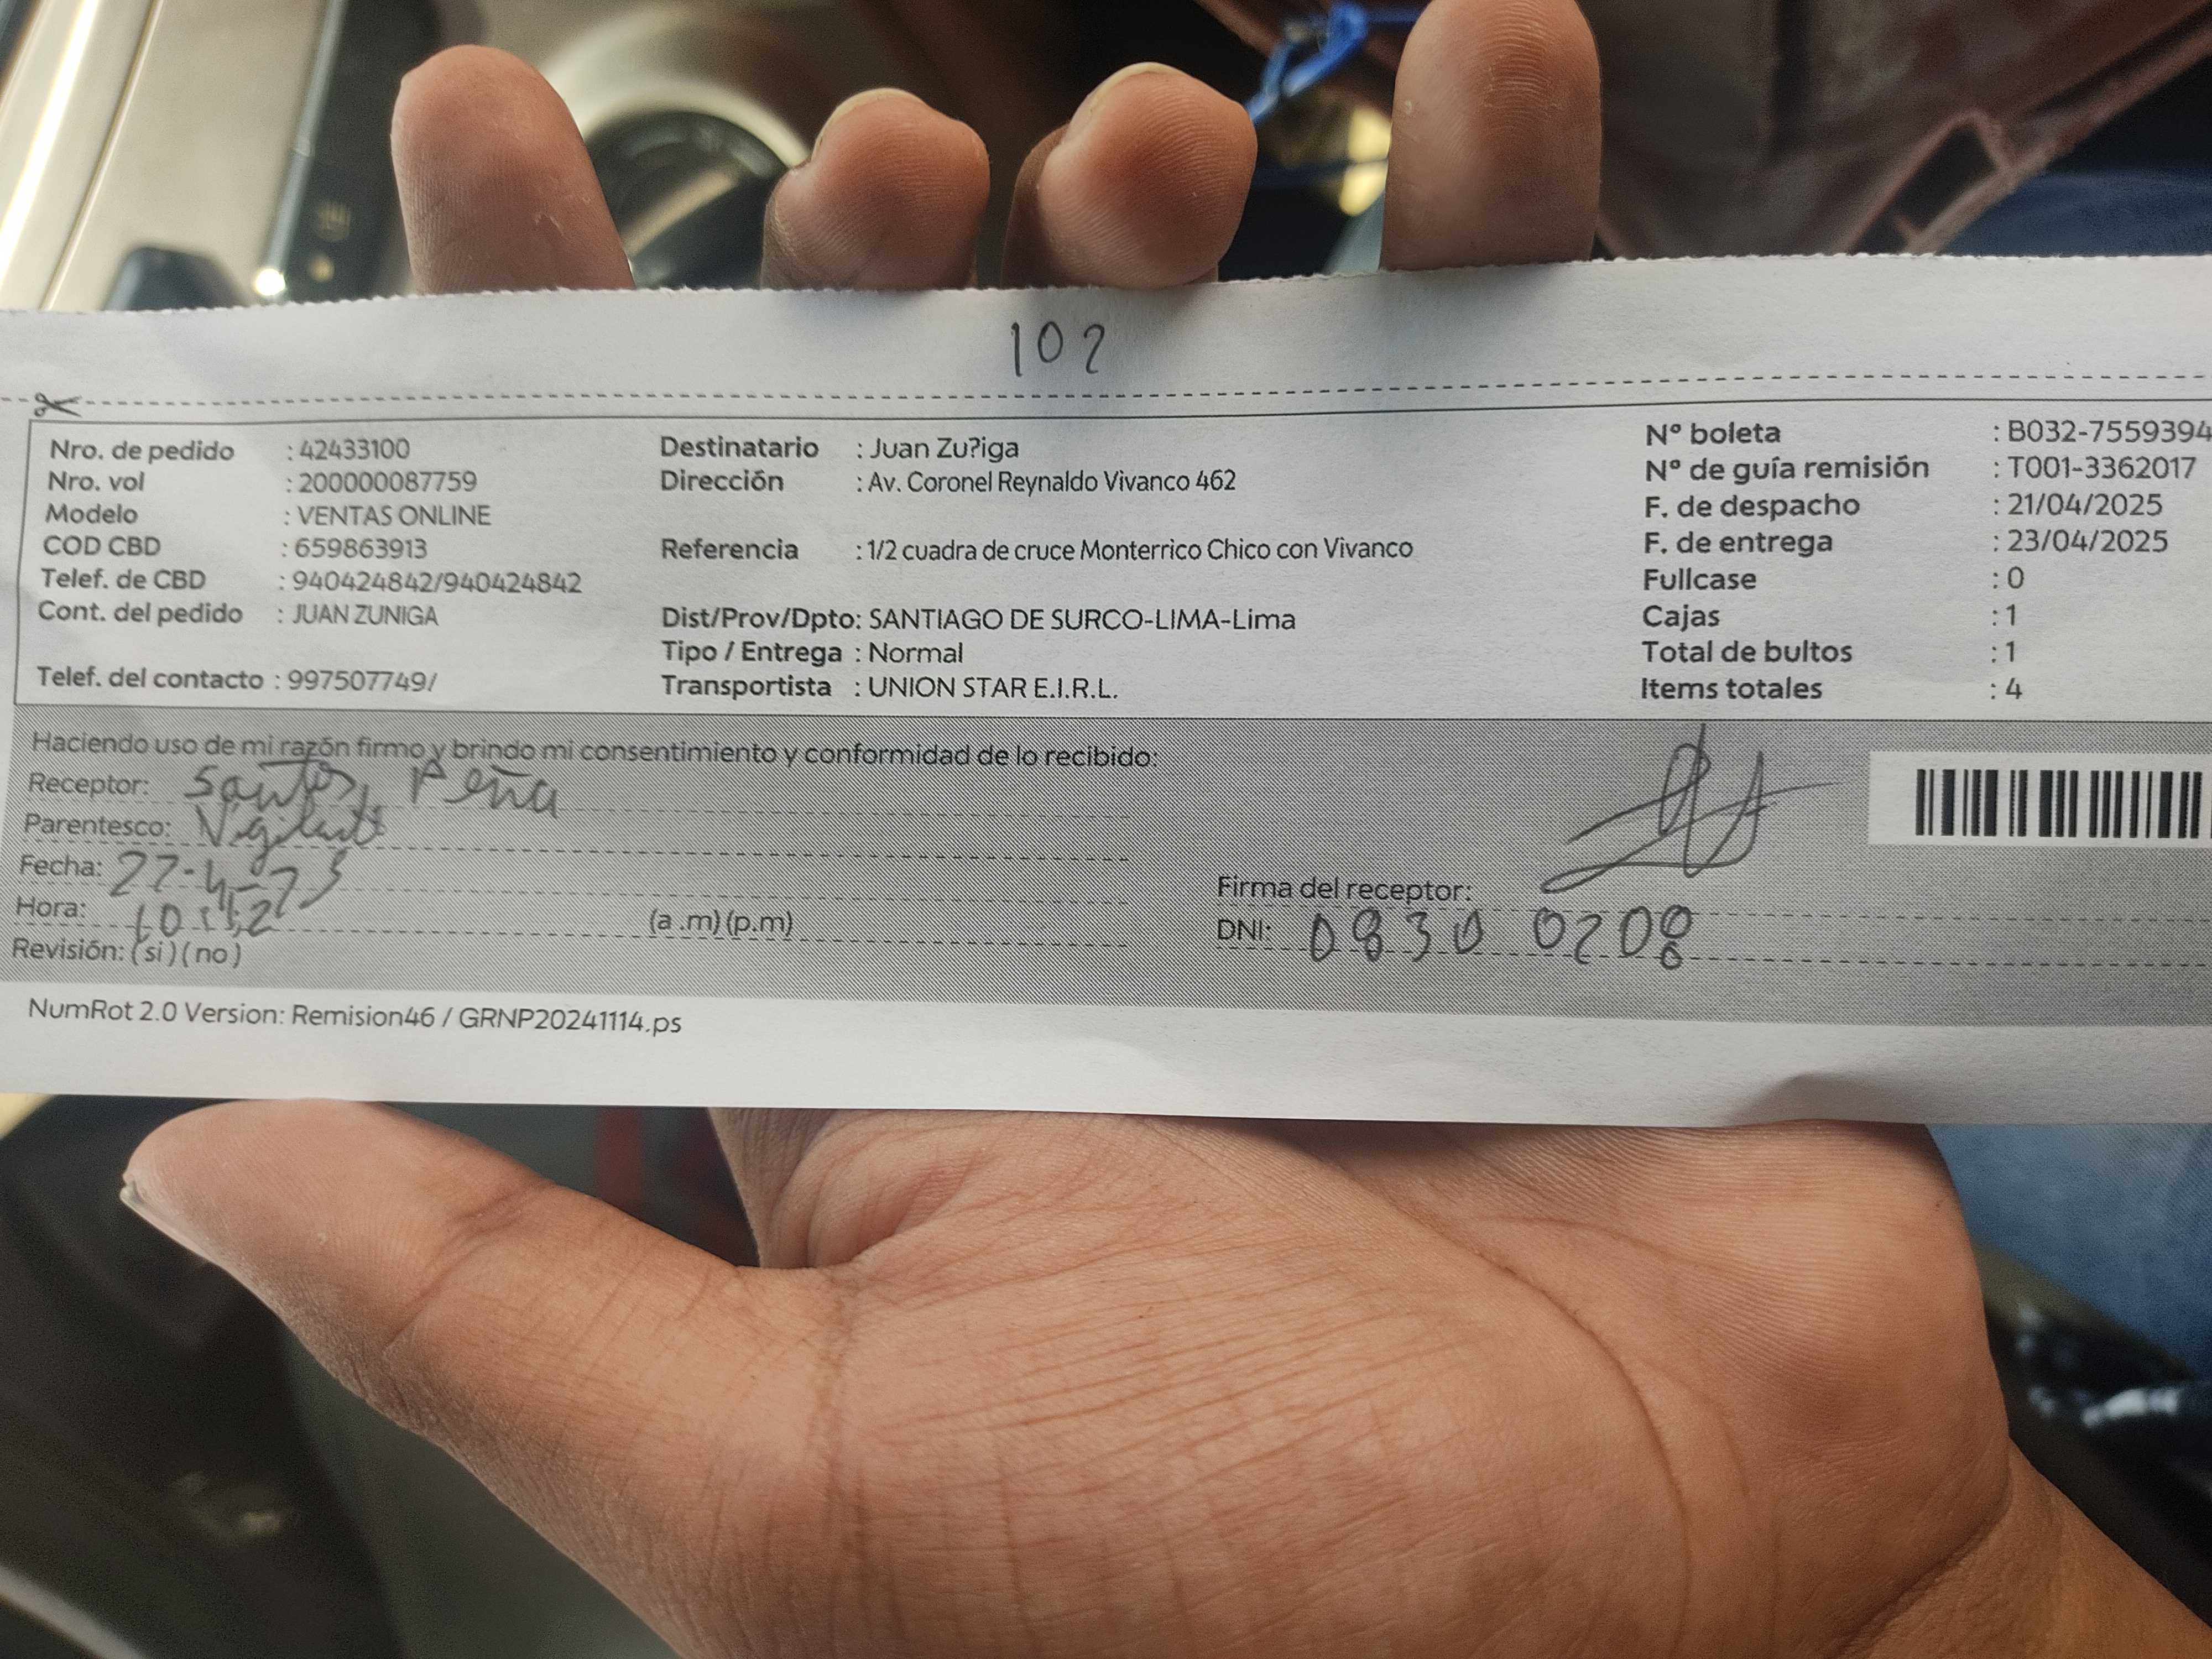 102
Nro. de pedido : 42433100
Nro. vol : 200000087759
Modelo : VENTAS ONLINE
COD CBD : 659863913
Telef. de CBD : 940424842/940424842
Cont. del pedido : JUAN ZUNIGA
Telef. del contacto : 997507749/
Destinatario : Juan Zu?iga
Dirección : Av. Coronel Reynaldo Vivanco 462
Referencia : 1/2 cuadra de cruce Monterrico Chico con Vivanco
Dist/Prov/Dpto: SANTIAGO DE SURCO-LIMA-Lima
Tipo / Entrega : Normal
Transportista : UNION STAR E.I.R.L.
Nº boleta : B032-7559394
Nº de guía remisión : T001-3362017
F. de despacho : 21/04/2025
F. de entrega : 23/04/2025
Fullcase : 0
Cajas : 1
Total de bultos : 1
Items totales : 4
Haciendo uso de mi razón firmo y brindo mi consentimiento y conformidad de lo recibido:
Receptor: Santos Peña
Parentesco: Vigilante
Fecha:
Hora: (a .m) (p.m)
Revisión: (si) (no)
Firma del receptor:
DNI: 0830 0208
NumRot 2.0 Version: Remision46 / GRNP20241114.ps